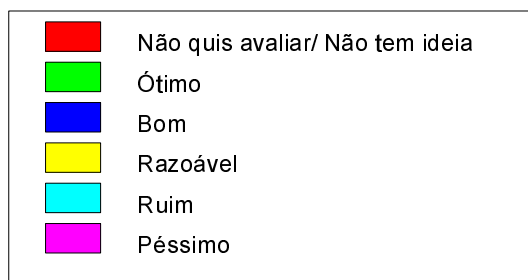 Não quis avaliar/ Não tem ideia
Ótimo
Bom
Razoável
Ruim
Péssimo